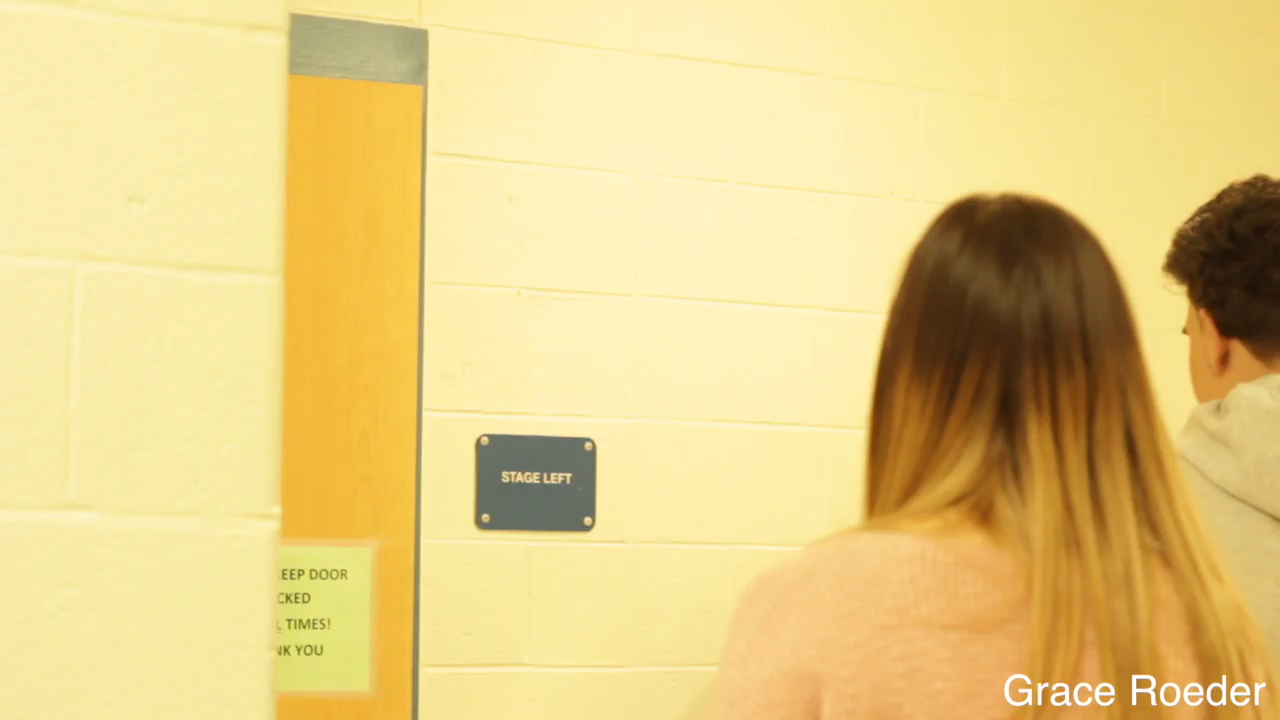 STAGE LEFT
EEP DOOR
CKED
L TIMES!
NK YOU
Grace Roeder